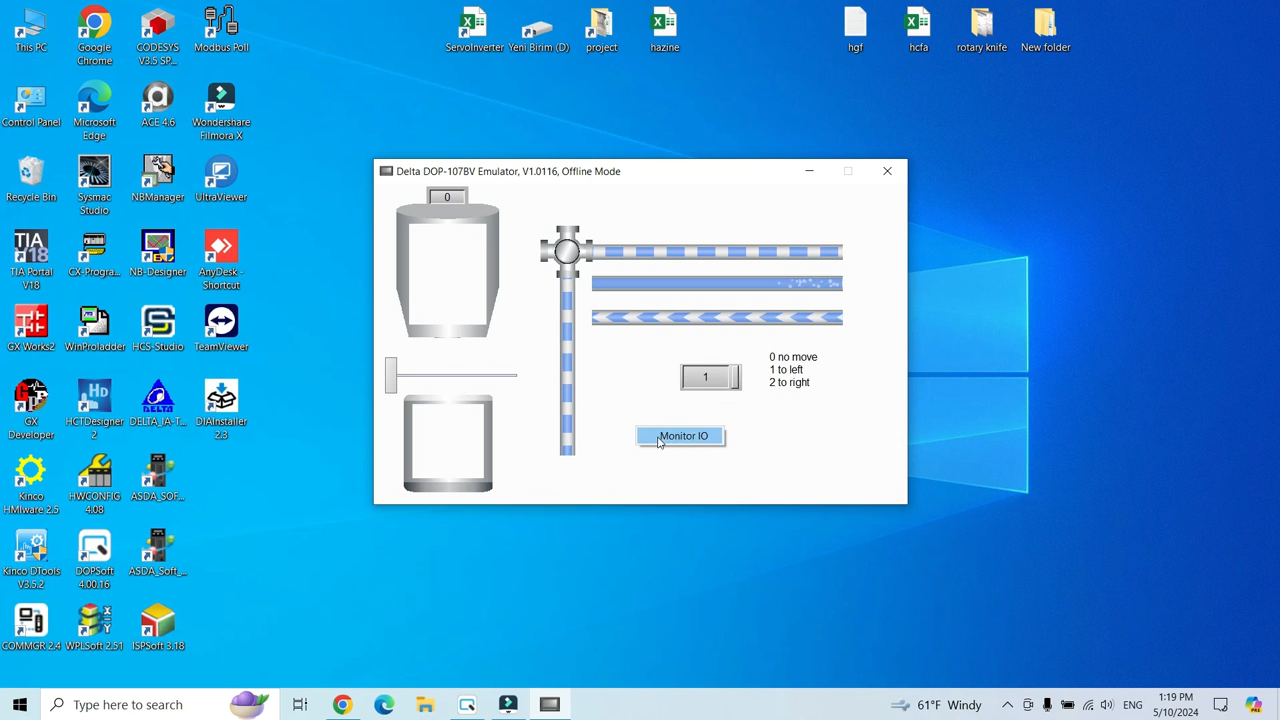 This PC
Google
Chrome
CODESYS
V3.5 SP...
Modbus Poll
ServoInverter
Yeni Birim (D)
project
hazine
hgf
hcfa
rotary knife
New folder
Control Panel
Microsoft
Edge
ACE 4.6
Wondershare
Filmora X
Recycle Bin
Sysmac
Studio
NBManager
UltraViewer
TIA Portal
V18
CX-Progra...
NB-Designer
AnyDesk -
Shortcut
GX Works2
WinProladder
HCS-Studio
TeamViewer
GX
Developer
HCTDesigner
2
DELTA_IA-T...
DIAInstaller
2.3
Kinco
HMIware 2.5
HWCONFIG
4.08
ASDA_SOF...
Kinco DTools
V3.5.2
DOPSoft
4.00.16
ASDA_Soft_...
COMMGR 2.4
WPLSoft 2.51
ISPSoft 3.18
Delta DOP-107BV Emulator, V1.0116, Offline Mode
0
1
0 no move
1 to left
2 to right
Monitor IO
Type here to search
61°F Windy
ENG
1:19 PM
5/10/2024